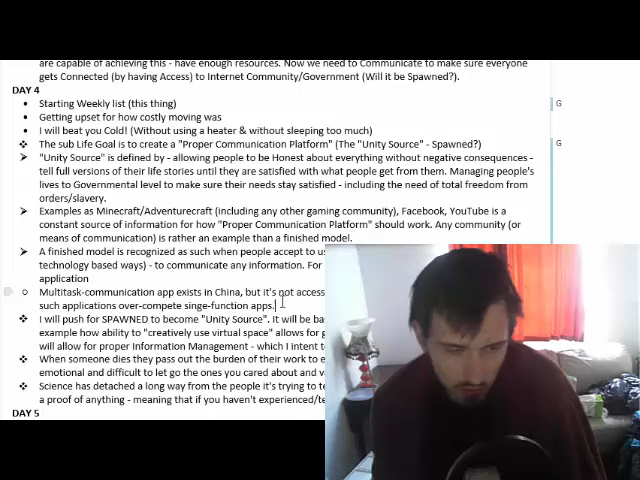 are capable of achieving this - have enough resources. Now we need to Communicate to make sure everyone
gets Connected (by having Access) to Internet Community/Government (Will it be Spawned?).
DAY 4
Starting Weekly list (this thing)
Getting upset for how costly moving was
I will beat you Cold! (Without using a heater & without sleeping too much)
The sub Life Goal is to create a "Proper Communication Platform" (The "Unity Source" - Spawned?)
"Unity Source" is defined by - allowing people to be Honest about everything without negative consequences -
tell full versions of their life stories until they are satisfied with what people get from them. Managing people's
lives to Governmental level to make sure their needs stay satisfied - including the need of total freedom from
orders/slavery.
Examples as Minecraft/Adventurecraft (including any other gaming community), Facebook, YouTube is a
constant source of information for how "Proper Communication Platform" should work. Any community (or
means of communication) is rather an example than a finished model.
A finished model is recognized as such when people accept to us
technology based ways) - to communicate any information. For
application
Multitask-communication app exists in China, but it's not access
such applications over-compete singe-function apps.
I will push for SPAWNED to become "Unity Source". It will be ba
example how ability to "creatively use virtual space" allows for g
will allow for proper Information Management - which I intent t
When someone dies they pass out the burden of their work to e
emotional and difficult to let go the ones you cared about and v
Science has detached a long way from the people it's trying to te
a proof of anything - meaning that if you haven't experienced/te
DAY 5
G
G